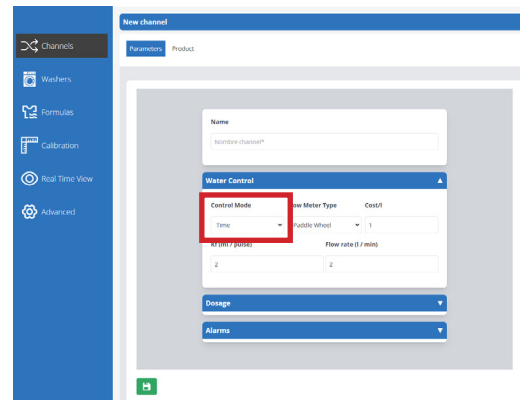 New channel
Channels
Parameters Product
Washers
Formulas
Name
Nombre channel*
Calibration
Water Control
Real Time View
Control Mode Flow Meter Type Cost/l
Time Paddle Wheel 1
Advanced
Kf (ml / pulse) Flow rate (l / min)
2 2
Dosage
Alarms